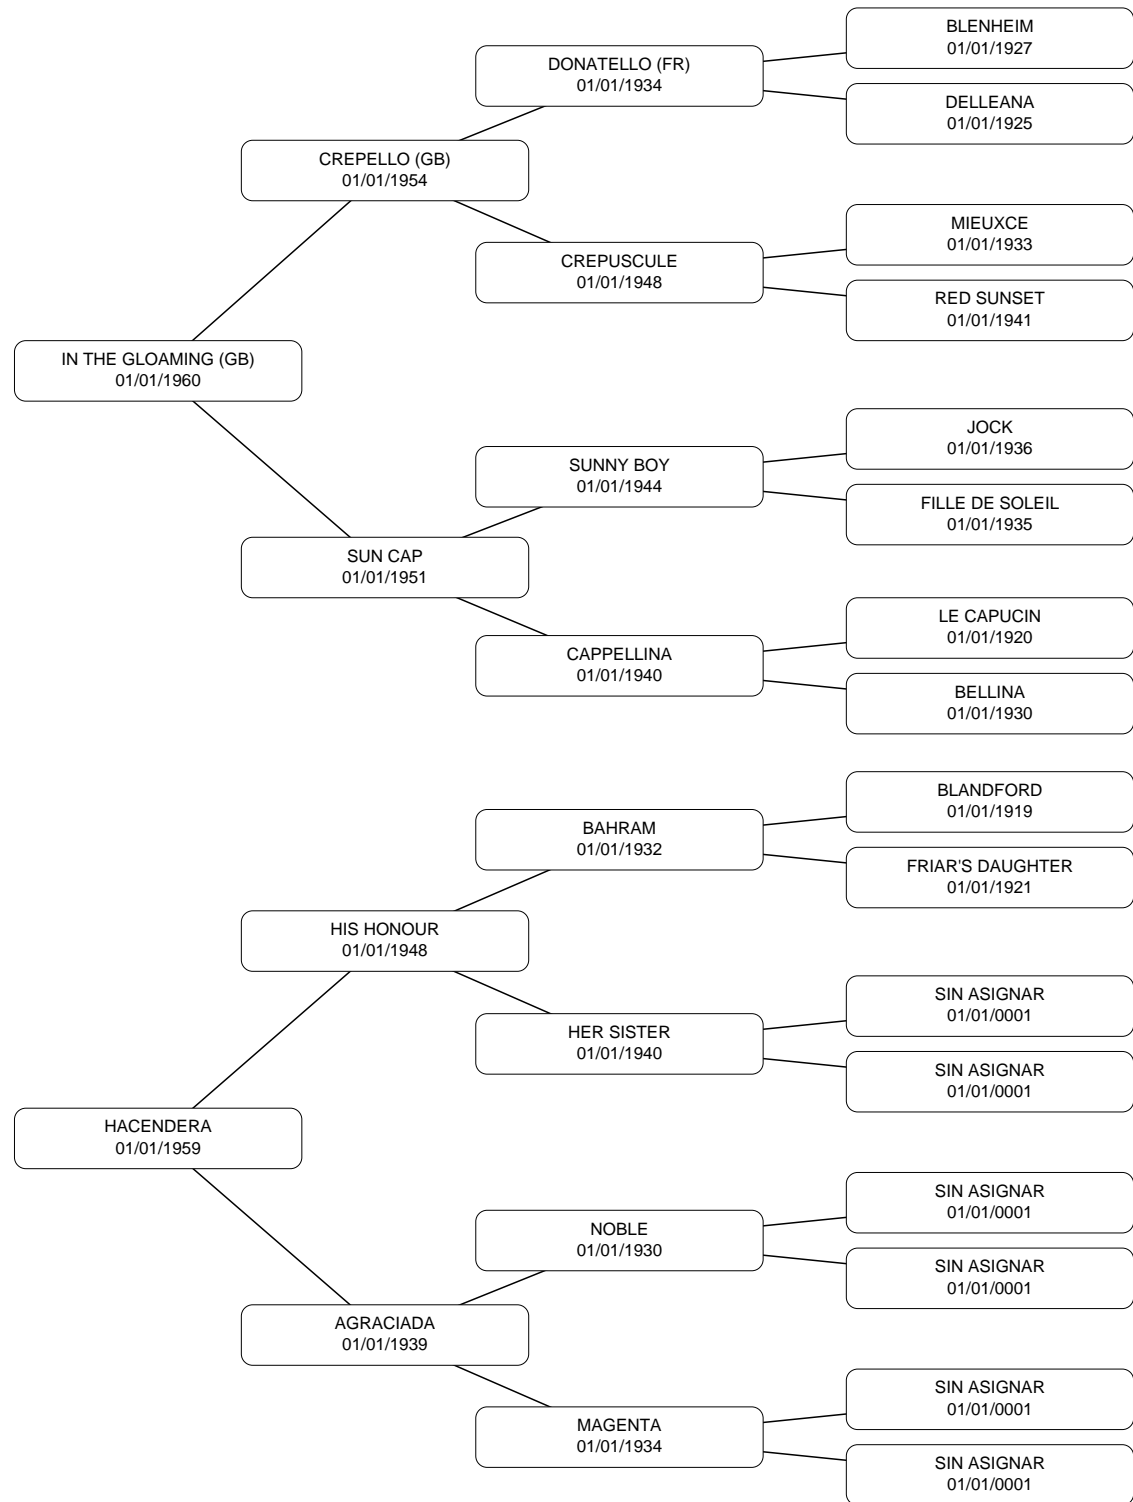 BLENHEIM
01/01/1927
DONATELLO (FR)
01/01/1934
DELLEANA
01/01/1925
CREPELLO (GB)
01/01/1954
MIEUXCE
01/01/1933
CREPUSCULE
01/01/1948
RED SUNSET
01/01/1941
IN THE GLOAMING (GB)
01/01/1960
JOCK
01/01/1936
SUNNY BOY
01/01/1944
FILLE DE SOLEIL
01/01/1935
SUN CAP
01/01/1951
LE CAPUCIN
01/01/1920
CAPPELLINA
01/01/1940
BELLINA
01/01/1930
BLANDFORD
01/01/1919
BAHRAM
01/01/1932
FRIAR'S DAUGHTER
01/01/1921
HIS HONOUR
01/01/1948
SIN ASIGNAR
01/01/0001
HER SISTER
01/01/1940
SIN ASIGNAR
01/01/0001
HACENDERA
01/01/1959
SIN ASIGNAR
01/01/0001
NOBLE
01/01/1930
SIN ASIGNAR
01/01/0001
AGRACIADA
01/01/1939
SIN ASIGNAR
01/01/0001
MAGENTA
01/01/1934
SIN ASIGNAR
01/01/0001